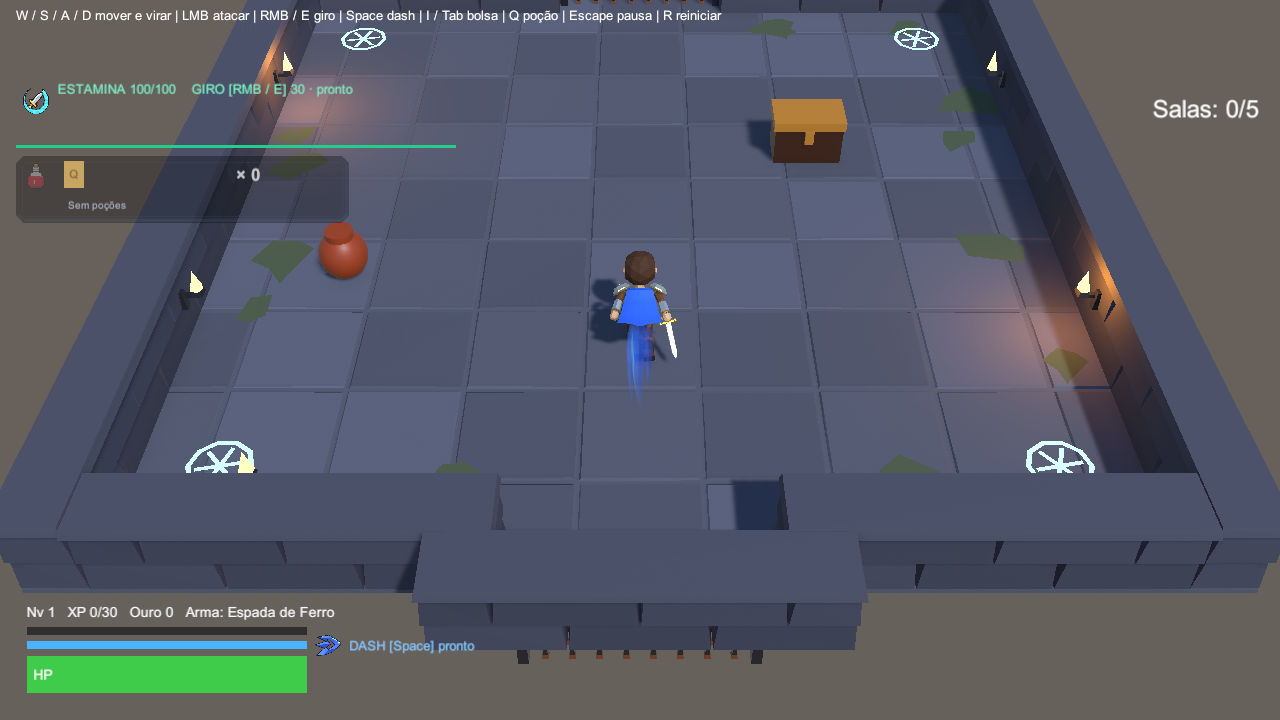 W / S / A / D mover e virar | LMB atacar | RMB / E giro | Space dash | I / Tab bolsa | Q poção | Escape pausa | R reiniciar
ESTAMINA 100/100 GIRO [RMB / E] 30 · pronto
Salas: 0/5
Q × 0
Sem poções
Nv 1 XP 0/30 Ouro 0 Arma: Espada de Ferro
DASH [Space] pronto
HP